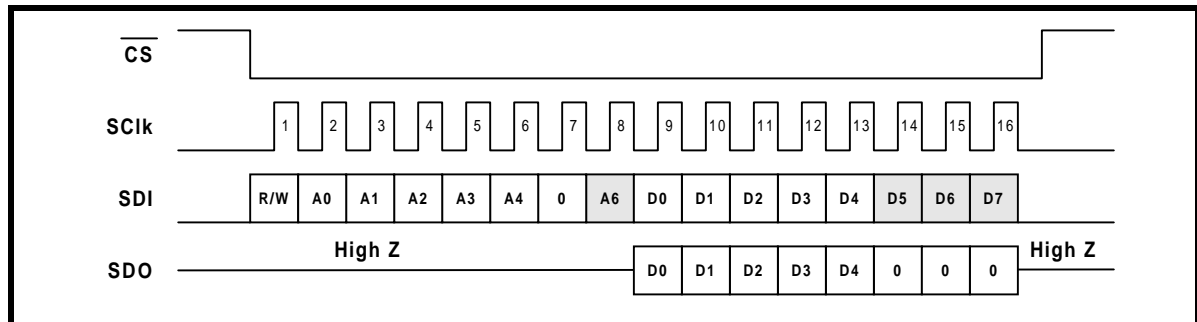 CS
SClk 1 2 3 4 5 6 7 8 9 10 11 12 13 14 15 16
SDI R/W A0 A1 A2 A3 A4 0 A6 D0 D1 D2 D3 D4 D5 D6 D7
High Z High Z
SDO D0 D1 D2 D3 D4 0 0 0